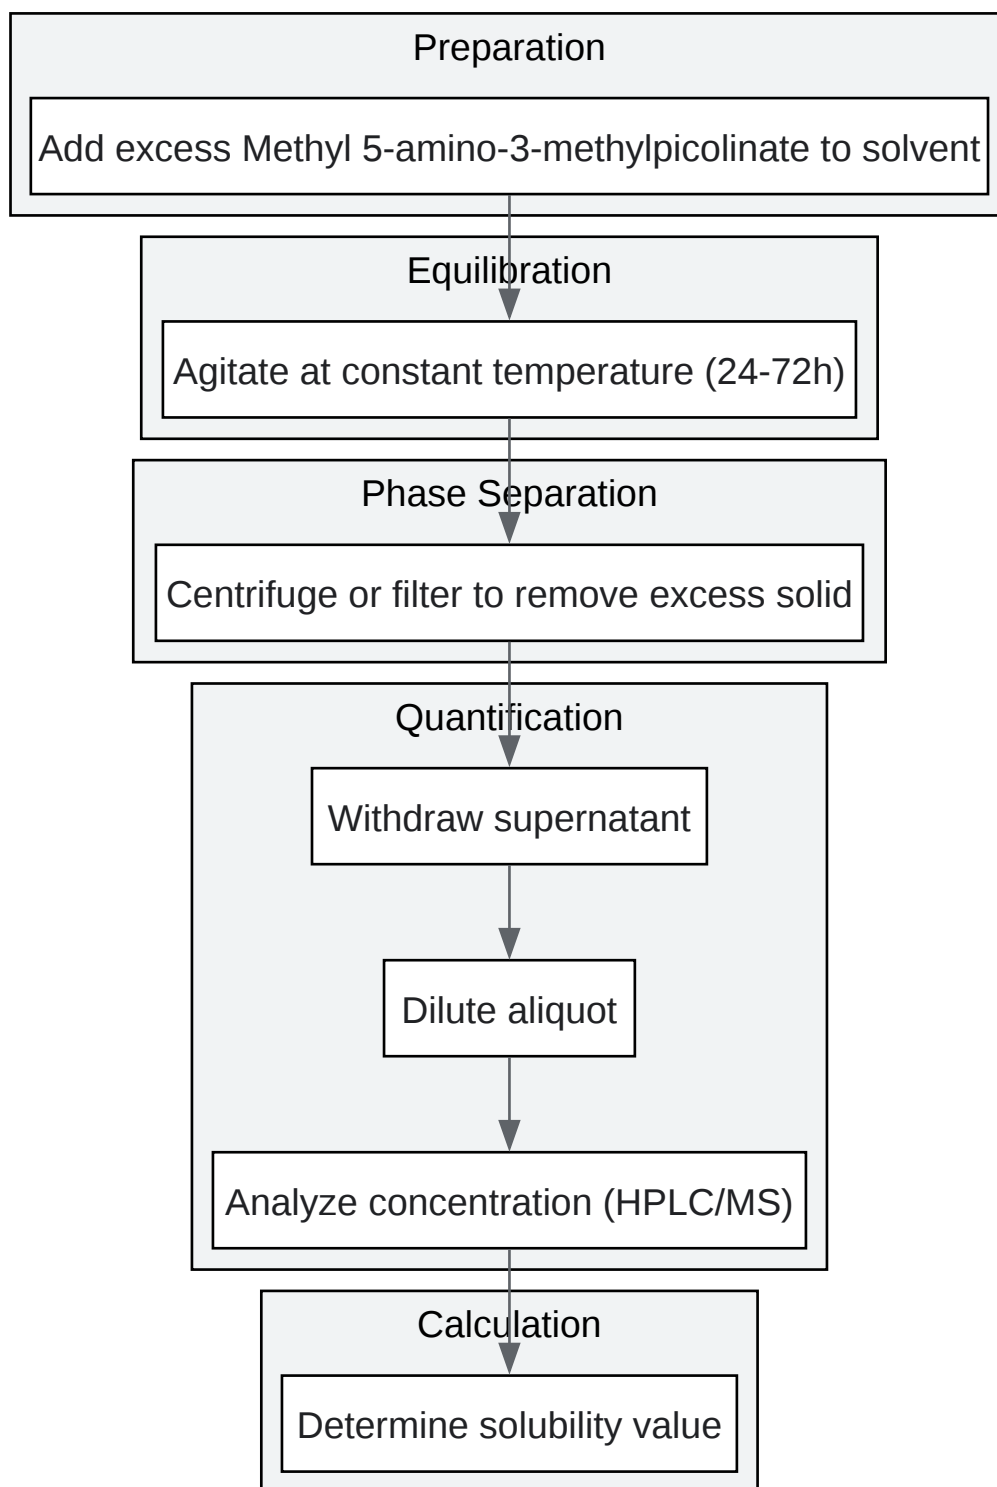 Preparation
Add excess Methyl 5-amino-3-methylpicolinate to solvent
Equilibration
Agitate at constant temperature (24-72h)
Phase Separation
Centrifuge or filter to remove excess solid
Quantification
Withdraw supernatant
Dilute aliquot
Analyze concentration (HPLC/MS)
Calculation
Determine solubility value